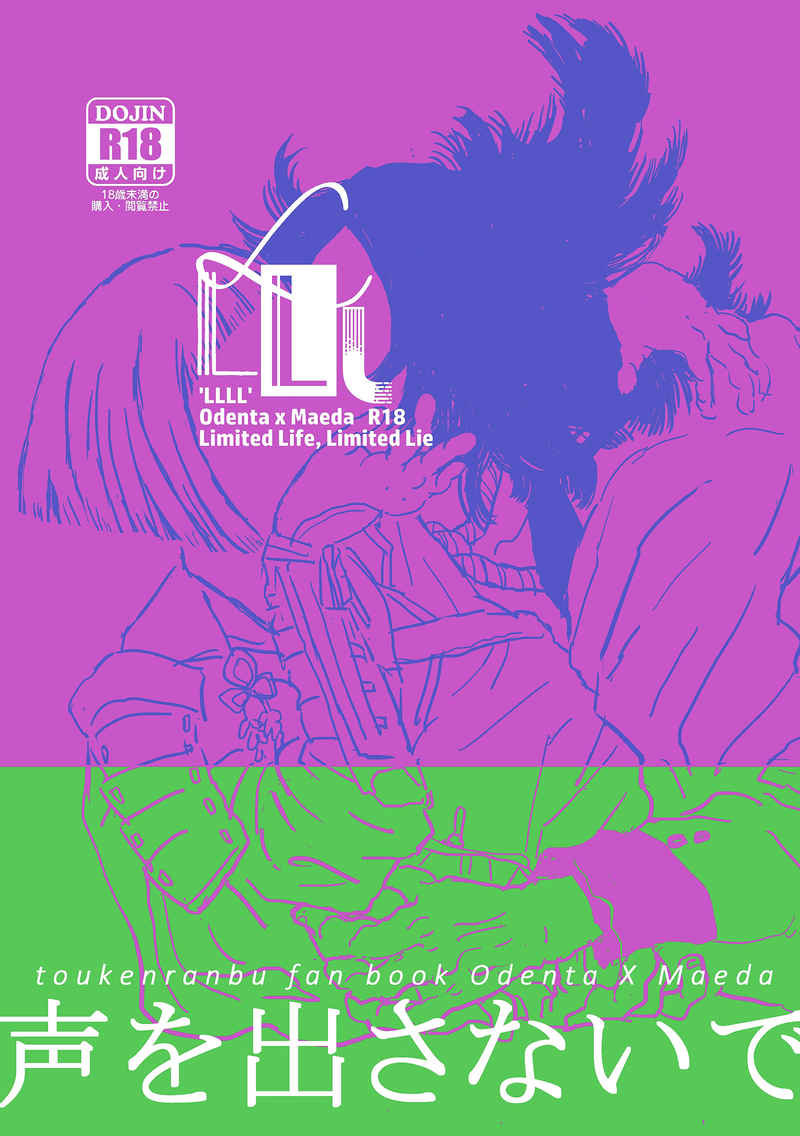 DOJIN
R18
成人向け
18歳未満の
購入・閲覧禁止
LLLL
'LLLL'
Odenta x Maeda R18
Limited Life, Limited Lie
toukenranbu fan book Odenta X Maeda
声を出さないで